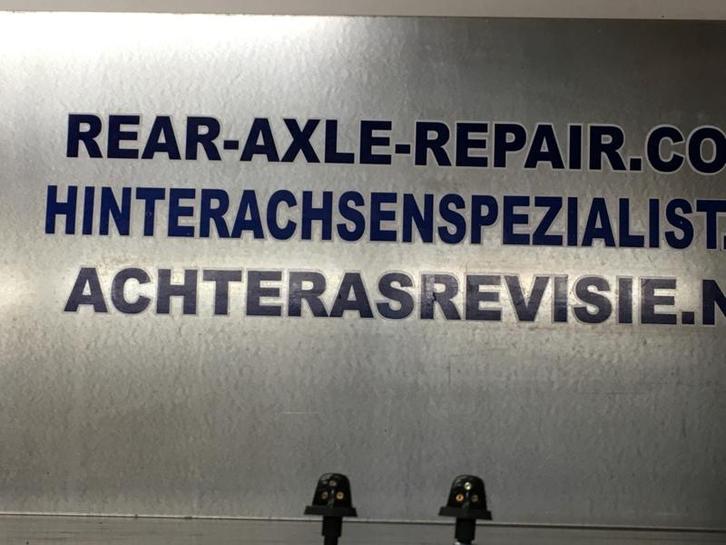 REAR-AXLE-REPAIR.CO
HINTERACHSENSPEZIALIST.
ACHTERASREVISIE.N